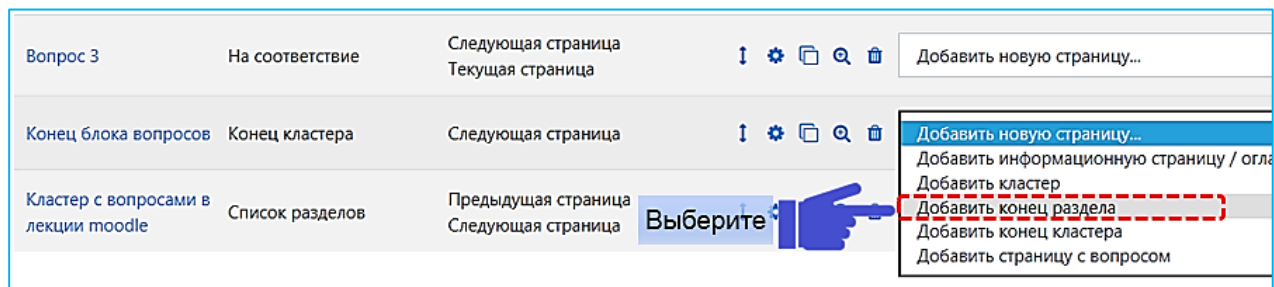 Вопрос 3
На соответствие
Следующая страница
Текущая страница
Добавить новую страницу...
Конец блока вопросов
Конец кластера
Следующая страница
Добавить новую страницу...
Добавить информационную страницу / огла
Добавить кластер
Добавить конец раздела
Добавить конец кластера
Добавить страницу с вопросом
Кластер с вопросами в
лекции moodle
Список разделов
Предыдущая страница
Следующая страница
Выберите